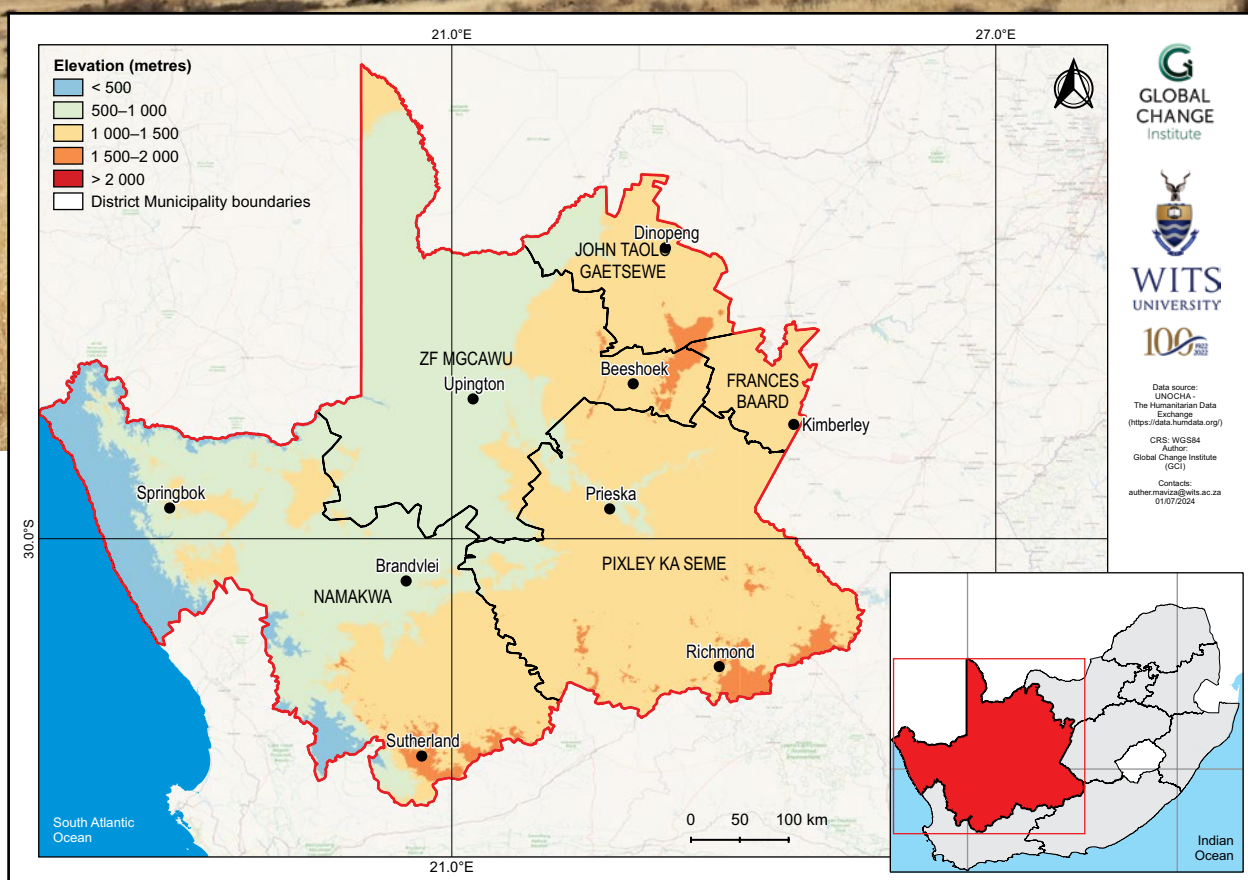 21.0°E
27.0°E
Elevation (metres)
< 500
500–1 000
1 000–1 500
1 500–2 000
> 2 000
District Municipality boundaries
Dinopeng
JOHN TAOLO
GAETSEWE
ZF MGCAWU
Upington
Beeshoek
FRANCES
BAARD
Kimberley
Springbok
Prieska
30.0°S
Brandvlei
NAMAKWA
PIXLEY KA SEME
Richmond
Sutherland
0 50 100 km
South Atlantic
Ocean
21.0°E
Indian
Ocean
GLOBAL
CHANGE
Institute
WITS
UNIVERSITY
100
1922
2022
Data source:
UNOCHA -
The Humanitarian Data
Exchange
(https://data.humdata.org/)
CRS: WGS84
Author:
Global Change Institute
(GCI)
Contacts:
auther.maviza@wits.ac.za
01/07/2024